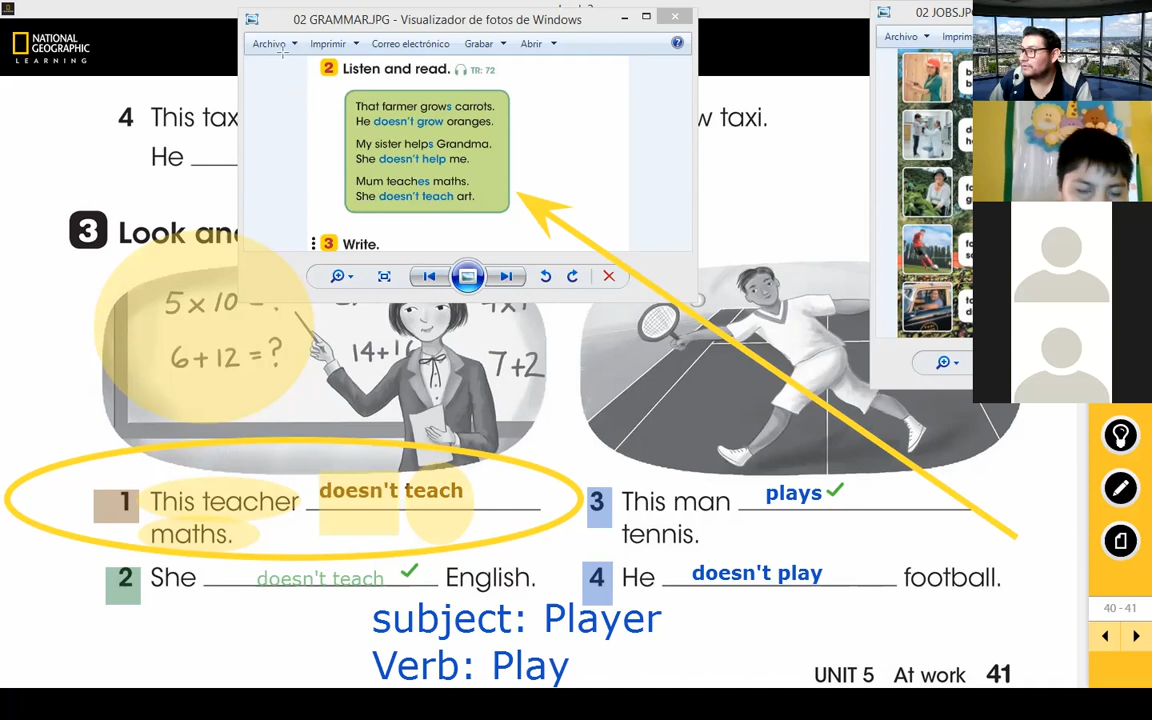 02 GRAMMAR.JPG - Visualizador de fotos de Windows
Archivo Imprimir Correo electrónico Grabar Abrir
02 JOBS.JPG
Archivo
NATIONAL
GEOGRAPHIC
LEARNING
2 Listen and read. TR: 72
That farmer grows carrots.
He doesn't grow oranges.
My sister helps Grandma.
She doesn't help me.
Mum teaches maths.
She doesn't teach art.
3 Write.
4 This
taxi.
He
3 Look
5 x 10 = ?
6+12=?
7+2
1 This teacher doesn't teach
maths.
2 She doesn't teach English.
3 This man plays
tennis.
4 He doesn't play football.
subject: Player
Verb: Play
UNIT 5 At work 41
40 - 41